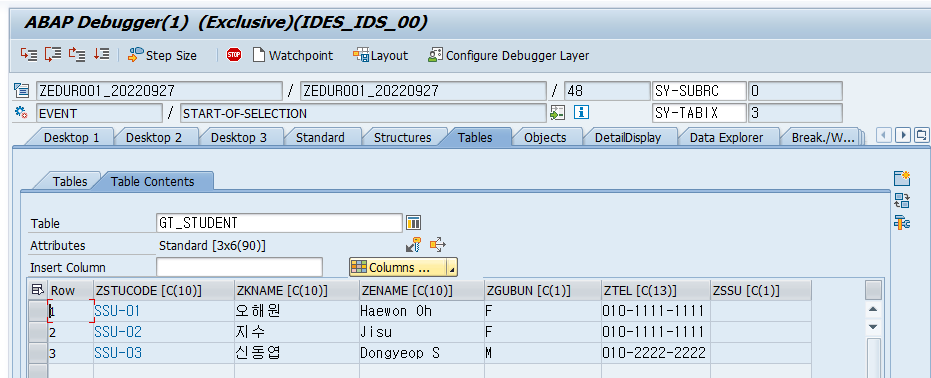 ABAP Debugger(1) (Exclusive)(IDES_IDS_00)
Step Size STOP Watchpoint Layout Configure Debugger Layer
ZEDUR001_20220927 / ZEDUR001_20220927 / 48 SY-SUBRC 0
EVENT / START-OF-SELECTION SY-TABIX 3
Desktop 1 Desktop 2 Desktop 3 Standard Structures Tables Objects DetailDisplay Data Explorer Break./W...
Tables Table Contents
Table GT_STUDENT
Attributes Standard [3x6(90)]
Insert Column Columns ...
Row ZSTUCODE [C(10)] ZKNAME [C(10)] ZENAME [C(10)] ZGUBUN [C(1)] ZTEL [C(13)] ZSSU [C(1)]
1 SSU-01 오해원 Haewon Oh F 010-1111-1111
2 SSU-02 지수 Jisu F 010-1111-1111
3 SSU-03 신동엽 Dongyeop S M 010-2222-2222